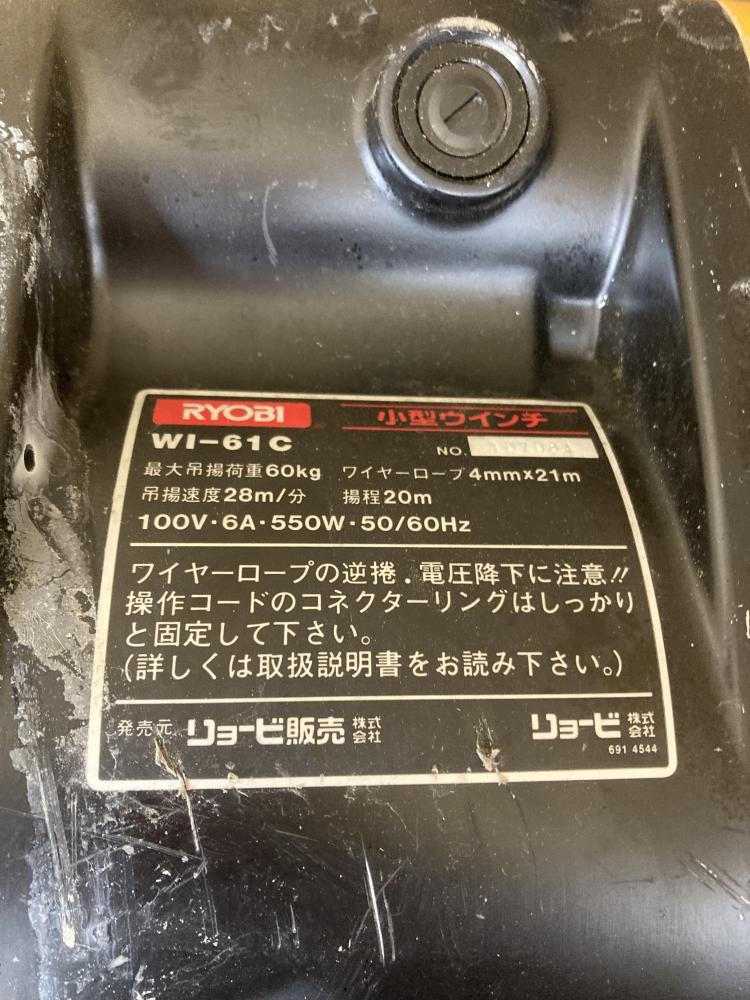 RYOBI 小型ウインチ
WI-61C NO.
最大吊揚荷重60kg ワイヤーロープ4mm×21m
吊揚速度28m/分 揚程20m
100V・6A・550W・50/60Hz
ワイヤーロープの逆捲.電圧降下に注意!!
操作コードのコネクターリングはしっかり
と固定して下さい。
(詳しくは取扱説明書をお読み下さい。)
発売元 リョービ販売株式会社 リョービ株式会社
691 4544